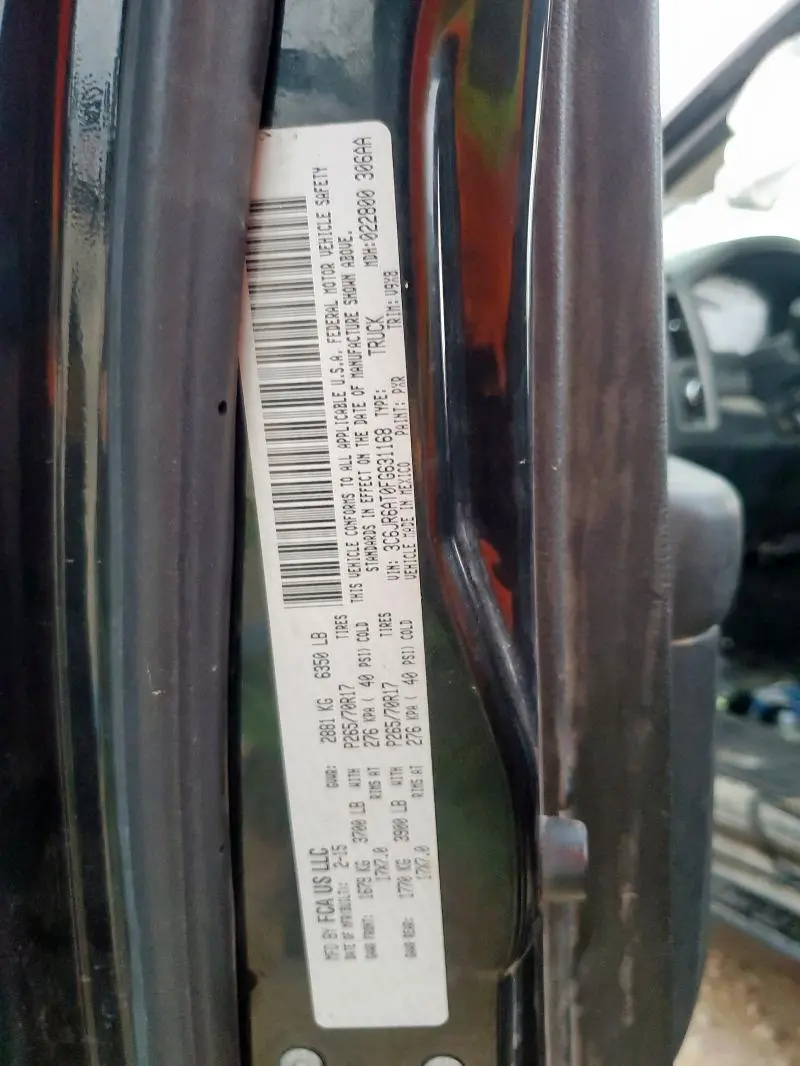 MFD BY FCA US LLC
DATE OF MFR(BUILT): 2-15 GVWR: 2881 KG 6350 LB
GAWR FRONT: 1679 KG 3700 LB WITH P265/70R17 TIRES
17X7.0 RIMS AT 276 KPA ( 40 PSI) COLD
GAWR REAR: 1770 KG 3900 LB WITH P265/70R17 TIRES
17X7.0 RIMS AT 276 KPA ( 40 PSI) COLD
THIS VEHICLE CONFORMS TO ALL APPLICABLE U.S.A. FEDERAL MOTOR VEHICLE SAFETY
STANDARDS IN EFFECT ON THE DATE OF MANUFACTURE SHOWN ABOVE.
VIN: 3C6JR6AT0FG631168 TYPE: TRUCK MDH:022800 306AA
VEHICLE MADE IN MEXICO PAINT: PXR TRIM: V9X8